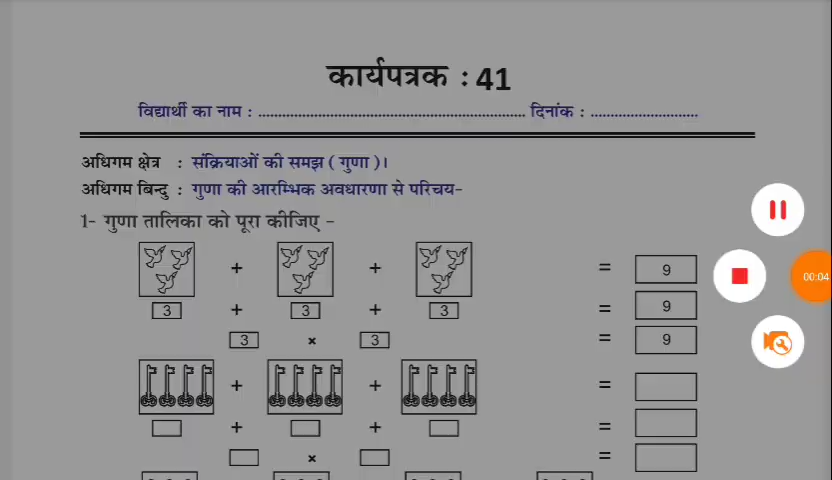 कार्यपत्रक : 41
विद्यार्थी का नाम : ................................................................ दिनांक : ..........................
अधिगम क्षेत्र : संक्रियाओं की समझ ( गुणा )।
अधिगम बिन्दु : गुणा की आरम्भिक अवधारणा से परिचय-
1- गुणा तालिका को पूरा कीजिए -
+ + = 9
3 + 3 + 3 = 9
3 × 3 = 9
+ + =
+ + =
× =
00:04